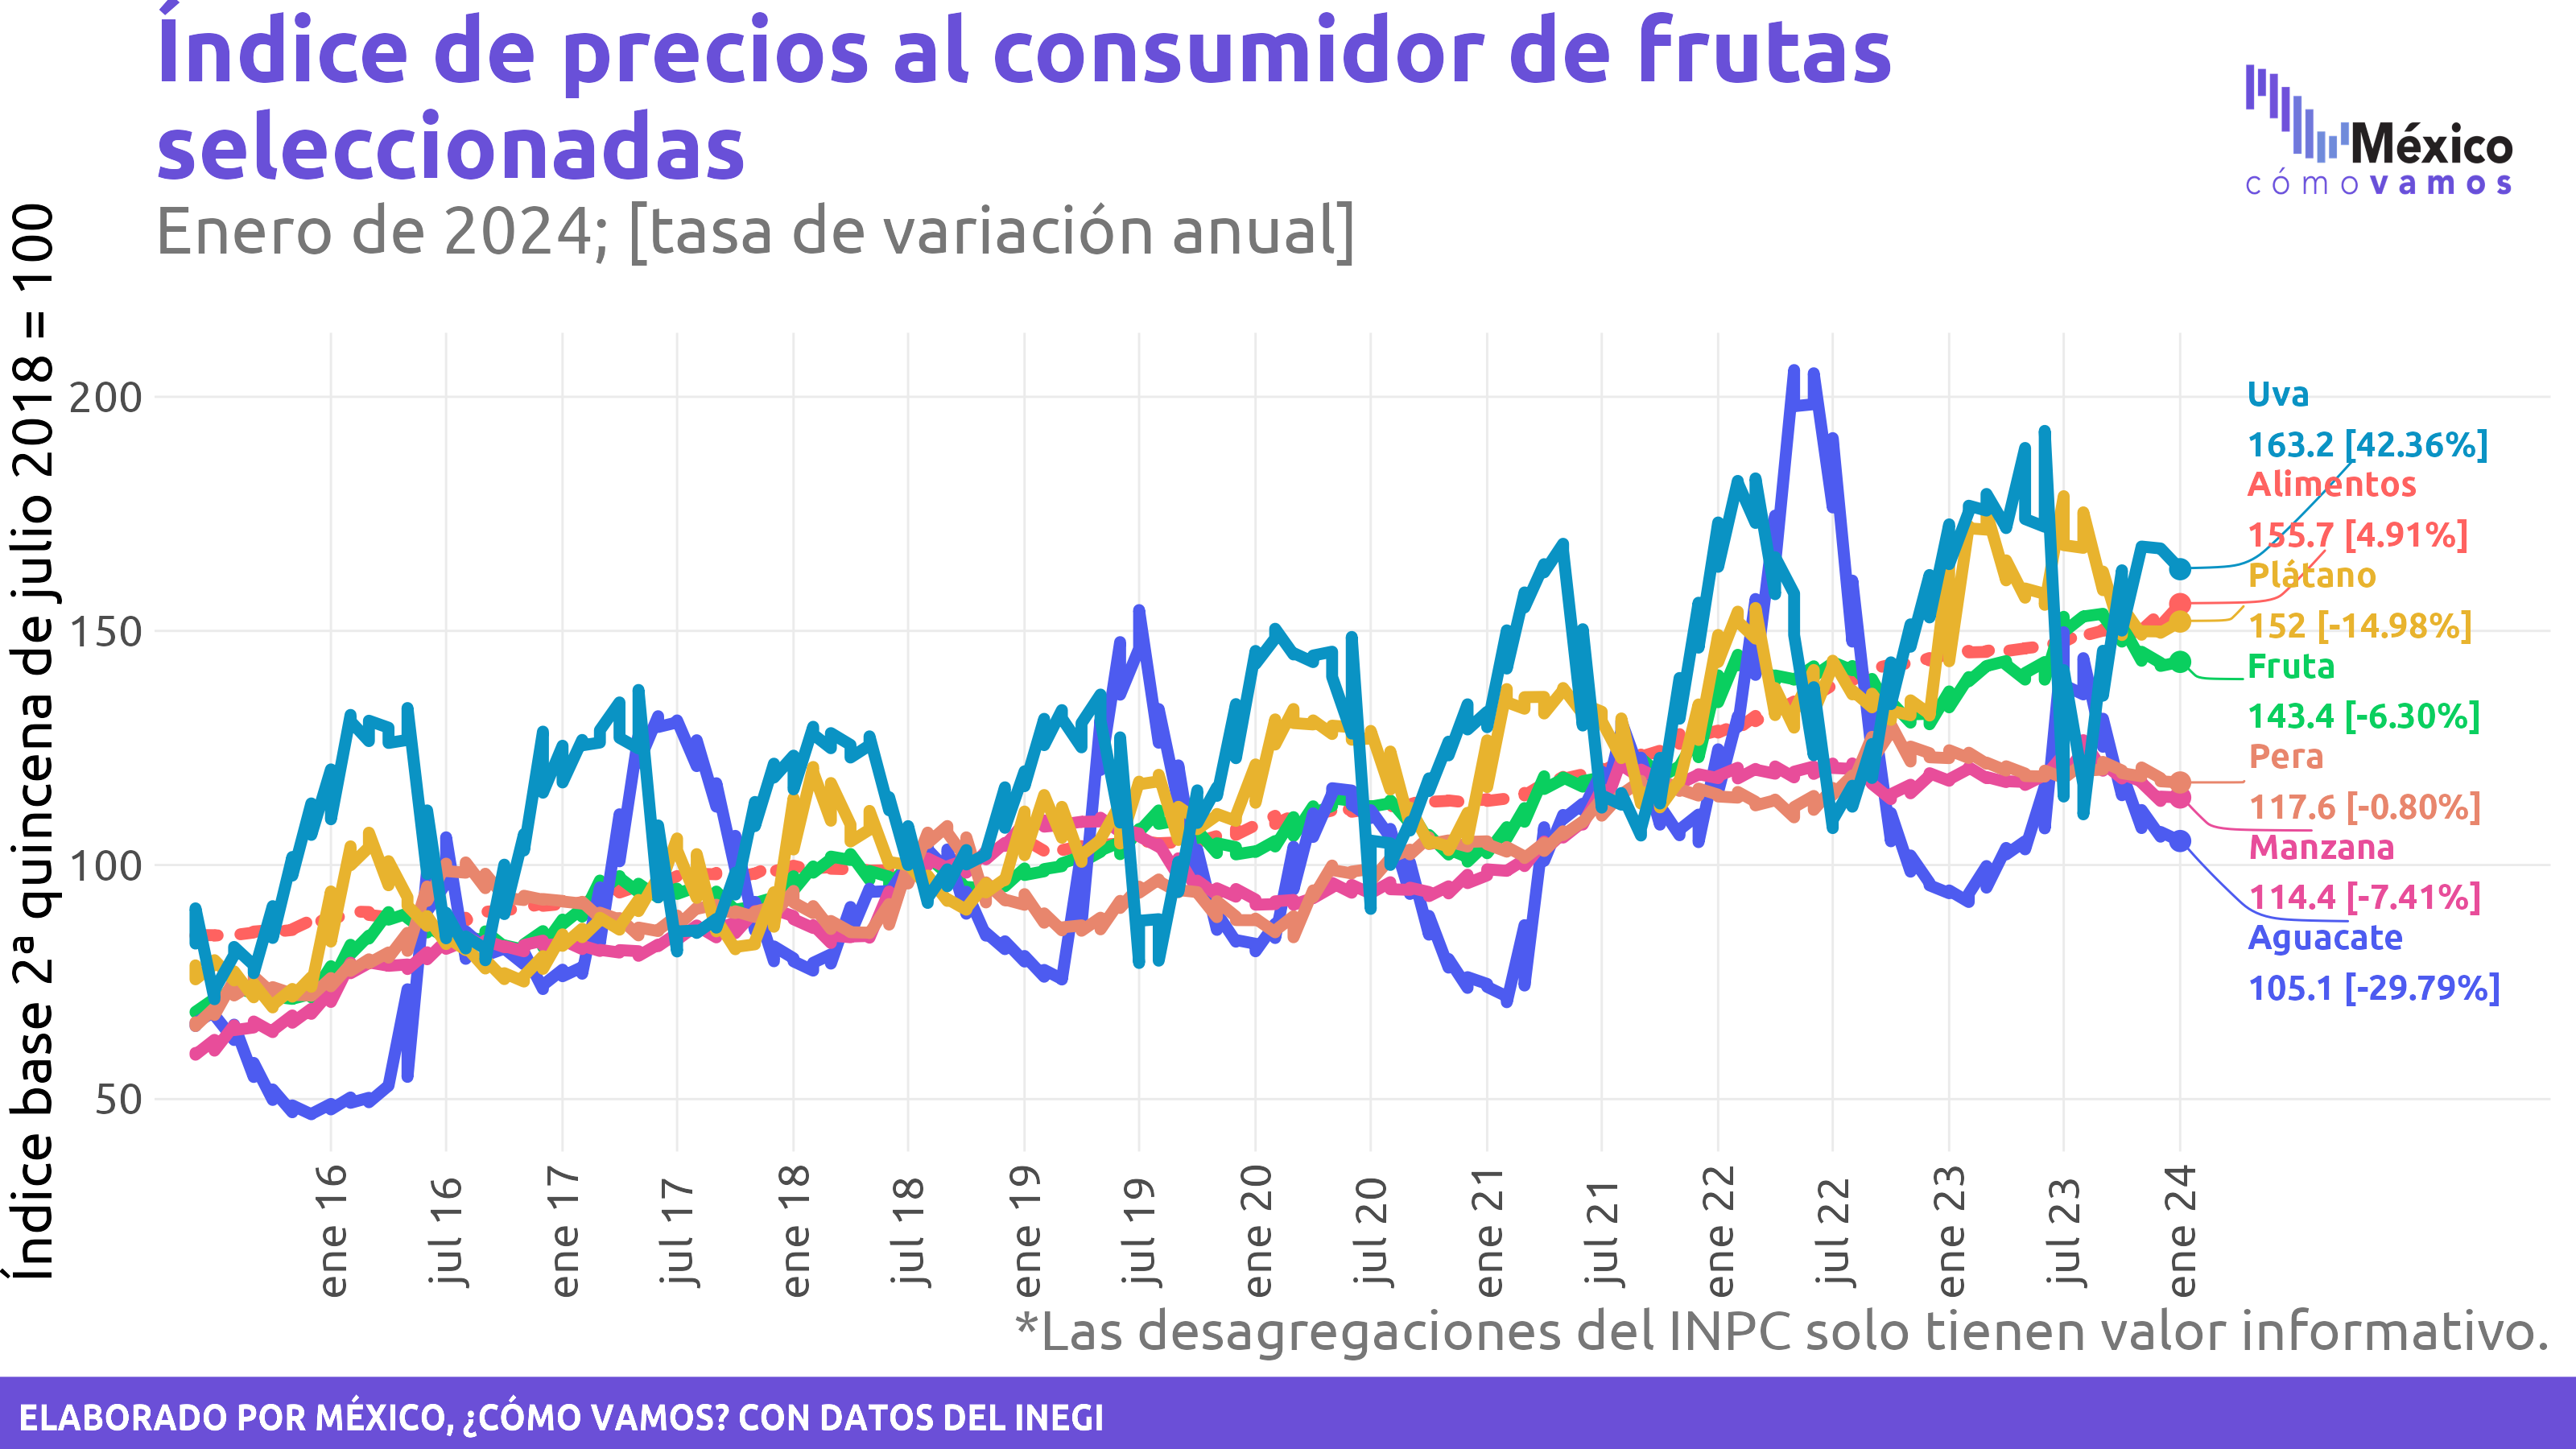 Índice de precios al consumidor de frutas
seleccionadas
Enero de 2024; [tasa de variación anual]
México
cómo vamos
Índice base 2ª quincena de julio 2018 = 100
200
150
100
50
Uva
163.2 [42.36%]
Alimentos
155.7 [4.91%]
Plátano
152 [-14.98%]
Fruta
143.4 [-6.30%]
Pera
117.6 [-0.80%]
Manzana
114.4 [-7.41%]
Aguacate
105.1 [-29.79%]
ene 16
jul 16
ene 17
jul 17
ene 18
jul 18
ene 19
jul 19
ene 20
jul 20
ene 21
jul 21
ene 22
jul 22
ene 23
jul 23
ene 24
*Las desagregaciones del INPC solo tienen valor informativo.
ELABORADO POR MÉXICO, ¿CÓMO VAMOS? CON DATOS DEL INEGI